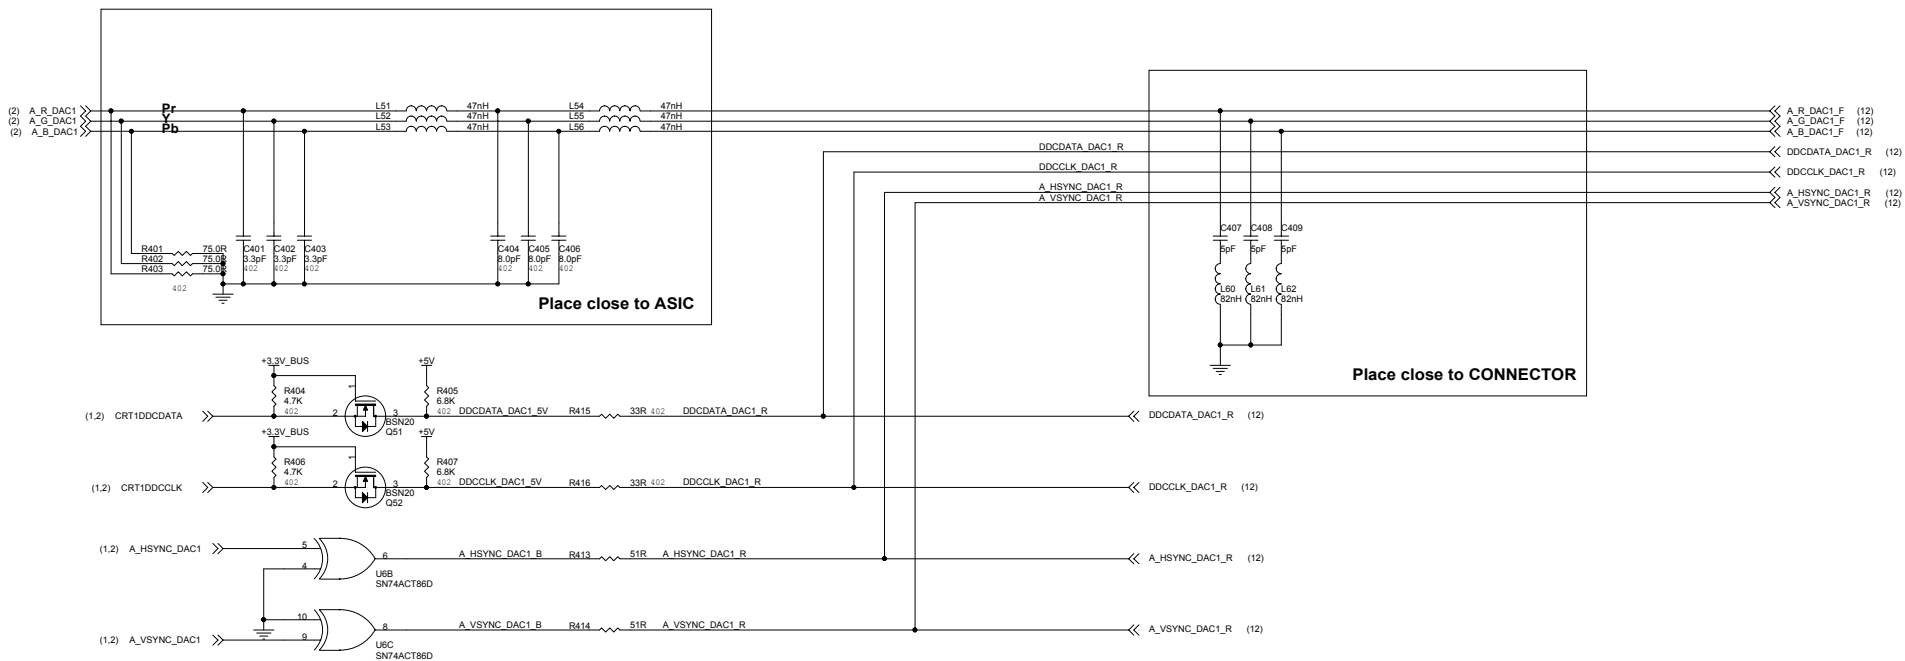 (2) A_R_DAC1 Pr L51 47nH L54 47nH A_R_DAC1_F (12)
(2) A_G_DAC1 Y L52 47nH L55 47nH A_G_DAC1_F (12)
(2) A_B_DAC1 Pb L53 47nH L56 47nH A_B_DAC1_F (12)
DDCDATA_DAC1_R DDCDATA_DAC1_R (12)
DDCCLK_DAC1_R DDCCLK_DAC1_R (12)
A_HSYNC_DAC1_R A_HSYNC_DAC1_R (12)
A_VSYNC_DAC1_R A_VSYNC_DAC1_R (12)
C407 C408 C409
5pF 5pF 5pF
R401 75.0R C401 C402 C403 C404 C405 C406
R402 75.0R 3.3pF 3.3pF 3.3pF 8.0pF 8.0pF 8.0pF
R403 75.0R 402 402 402 402 402 402
402
L60 L61 L62
82nH 82nH 82nH
Place close to ASIC
Place close to CONNECTOR
+3.3V_BUS +5V
R404 1 R405
4.7K 6.8K
402 402
(1,2) CRT1DDCDATA 2 3 DDCDATA_DAC1_5V R415 33R 402 DDCDATA_DAC1_R DDCDATA_DAC1_R (12)
BSN20
Q51
+3.3V_BUS +5V
R406 1 R407
4.7K 6.8K
402 402
(1,2) CRT1DDCCLK 2 3 DDCCLK_DAC1_5V R416 33R 402 DDCCLK_DAC1_R DDCCLK_DAC1_R (12)
BSN20
Q52
(1,2) A_HSYNC_DAC1 5
4 6 A_HSYNC_DAC1_B R413 51R A_HSYNC_DAC1_R A_HSYNC_DAC1_R (12)
U6B
SN74ACT86D
10 8 A_VSYNC_DAC1_B R414 51R A_VSYNC_DAC1_R A_VSYNC_DAC1_R (12)
(1,2) A_VSYNC_DAC1 9
U6C
SN74ACT86D